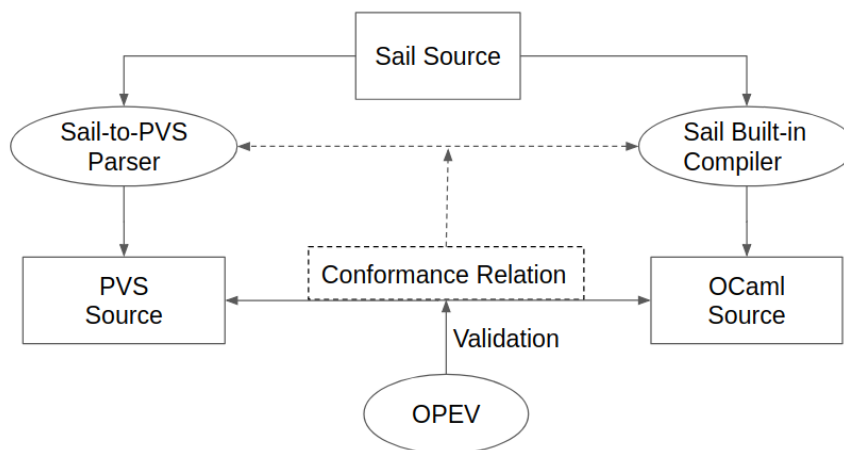 Sail Source
Sail-to-PVS
Parser
Sail Built-in
Compiler
PVS
Source
Conformance Relation
OCaml
Source
Validation
OPEV